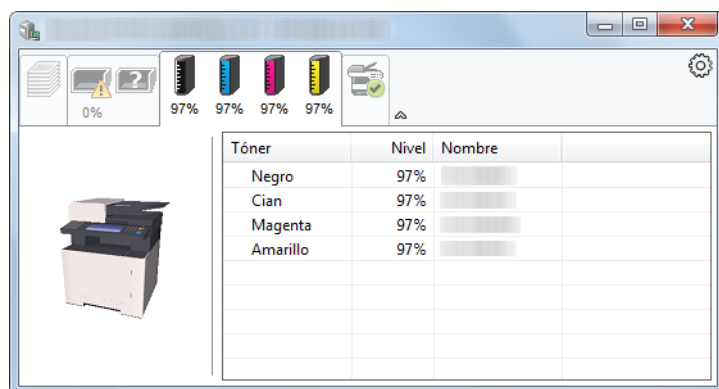 0%
97%
97%
97%
97%
Tóner Nivel Nombre
Negro 97%
Cian 97%
Magenta 97%
Amarillo 97%